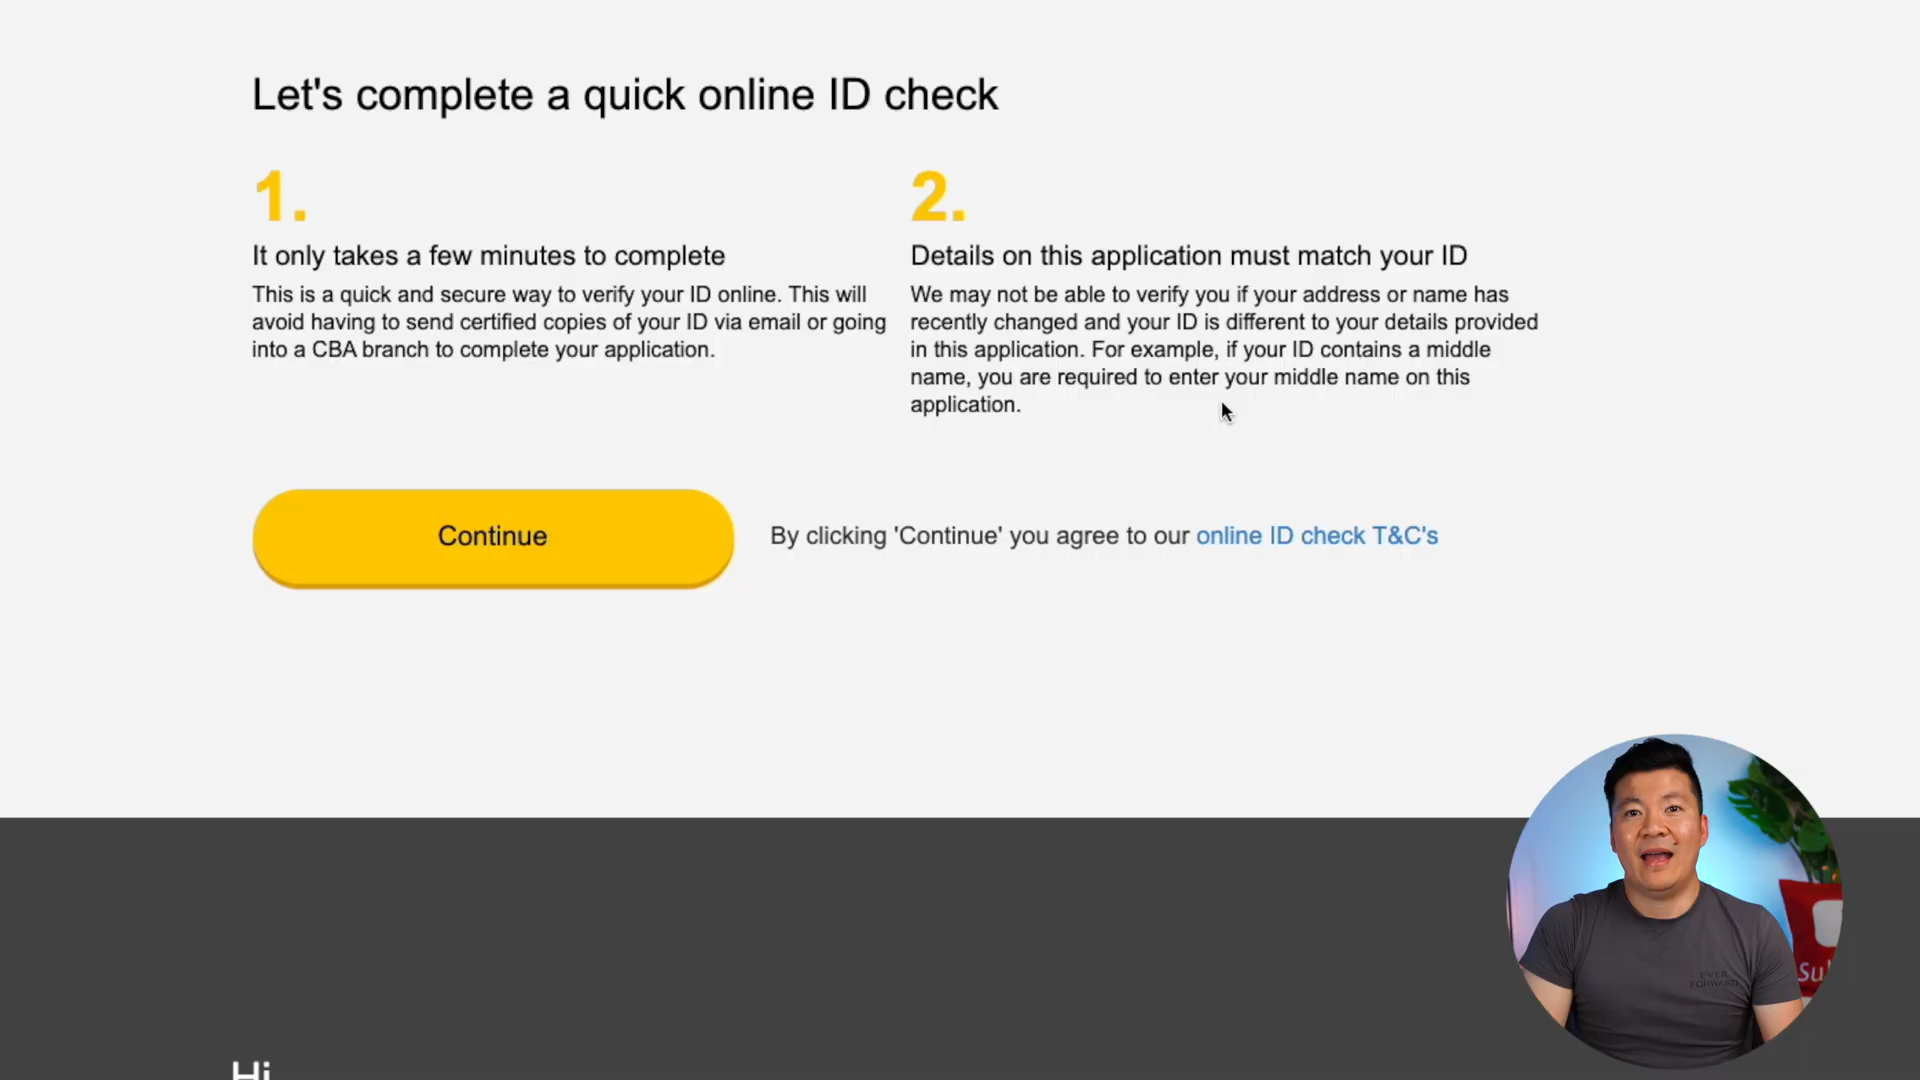 Let's complete a quick online ID check
1.
It only takes a few minutes to complete
This is a quick and secure way to verify your ID online. This will
avoid having to send certified copies of your ID via email or going
into a CBA branch to complete your application.
2.
Details on this application must match your ID
We may not be able to verify you if your address or name has
recently changed and your ID is different to your details provided
in this application. For example, if your ID contains a middle
name, you are required to enter your middle name on this
application.
Continue
By clicking 'Continue' you agree to our online ID check T&C's
EVER
FORWARD
Hi